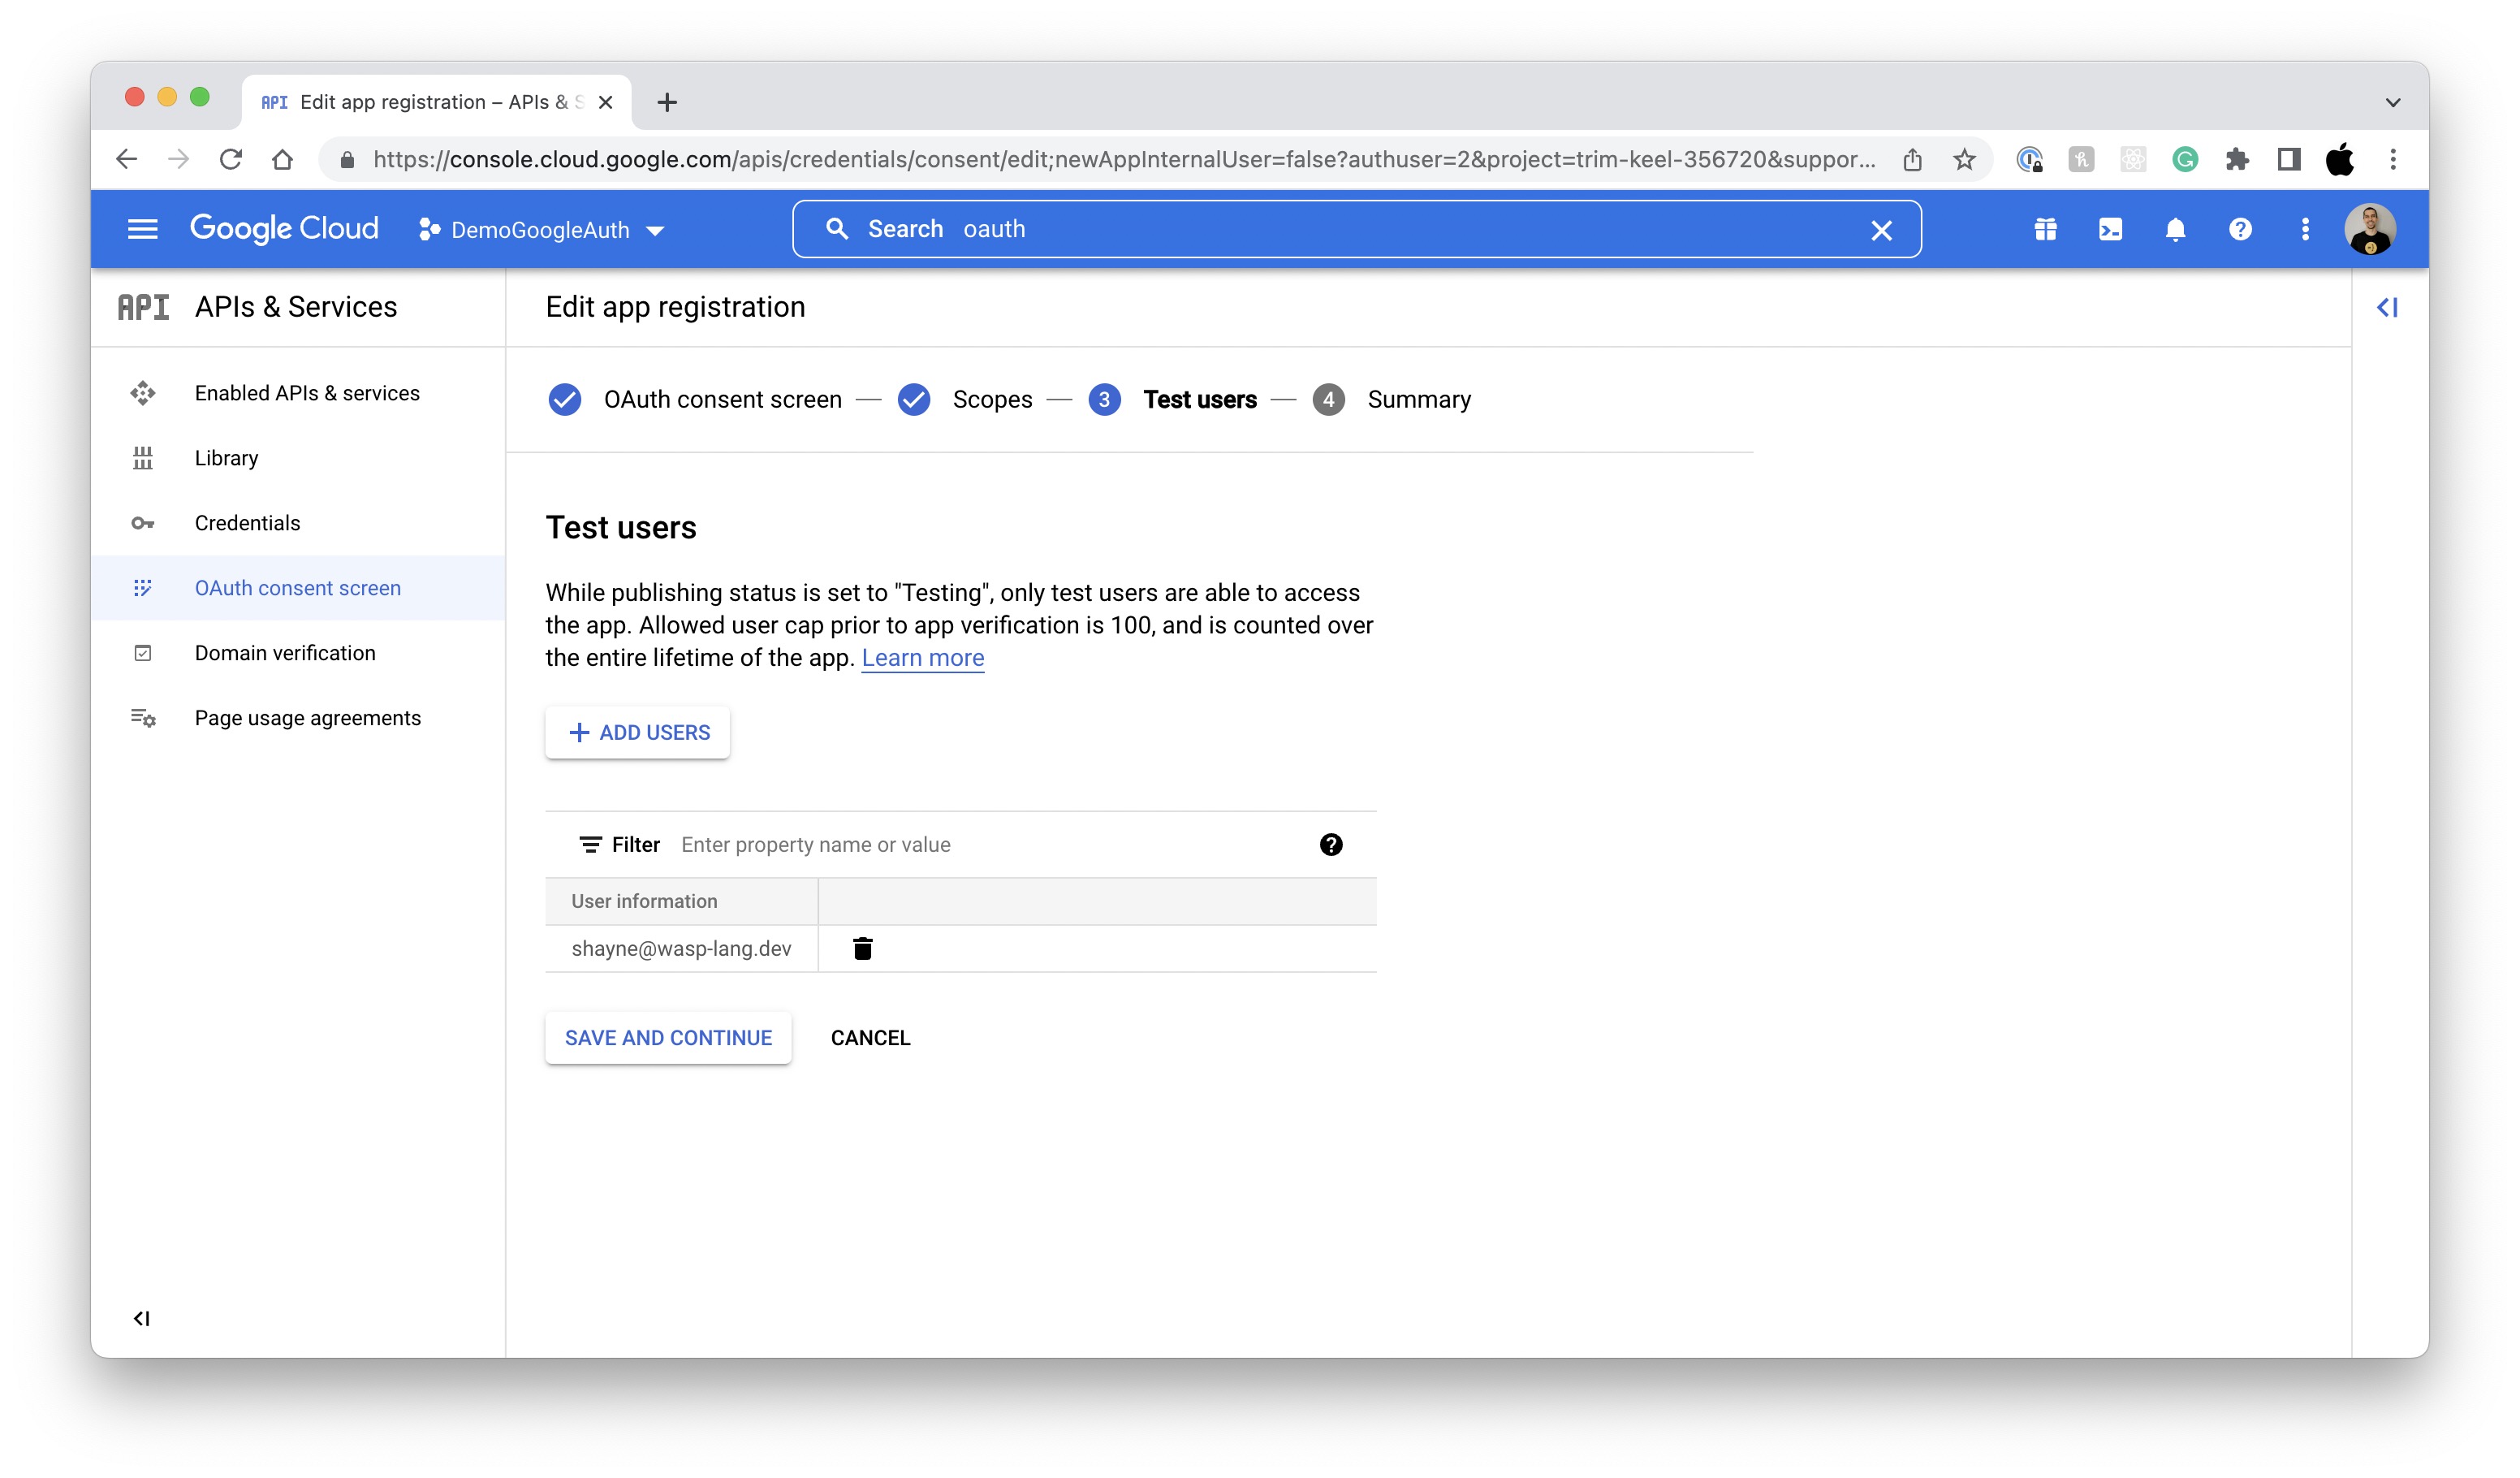 API Edit app registration – APIs & S
https://console.cloud.google.com/apis/credentials/consent/edit;newAppInternalUser=false?authuser=2&project=trim-keel-356720&suppor...
Google Cloud DemoGoogleAuth Search oauth
API APIs & Services
Edit app registration
Enabled APIs & services
Library
Credentials
OAuth consent screen
Domain verification
Page usage agreements
OAuth consent screen — Scopes — 3 Test users — 4 Summary
Test users
While publishing status is set to "Testing", only test users are able to access
the app. Allowed user cap prior to app verification is 100, and is counted over
the entire lifetime of the app. Learn more
+ ADD USERS
Filter Enter property name or value
User information
shayne@wasp-lang.dev
SAVE AND CONTINUE CANCEL